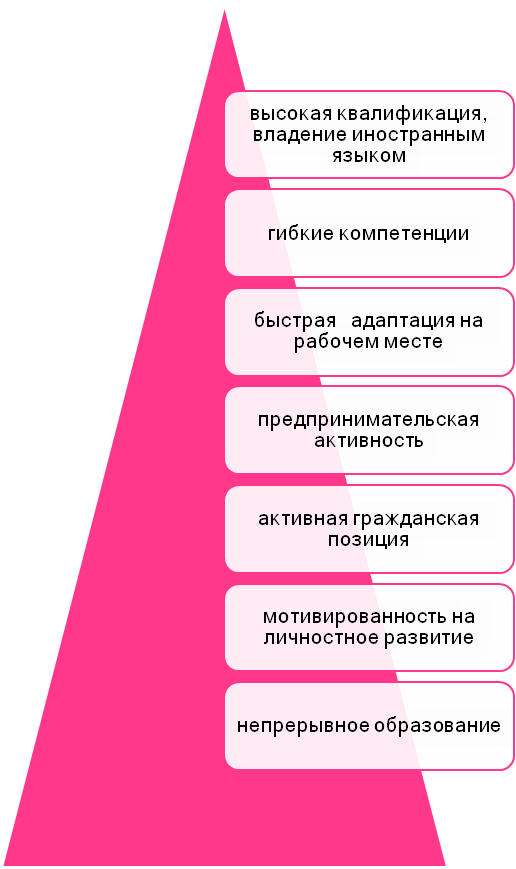 высокая квалификация,
владение иностранным
языком
гибкие компетенции
быстрая адаптация на
рабочем месте
предпринимательская
активность
активная гражданская
позиция
мотивированность на
личностное развитие
непрерывное образование